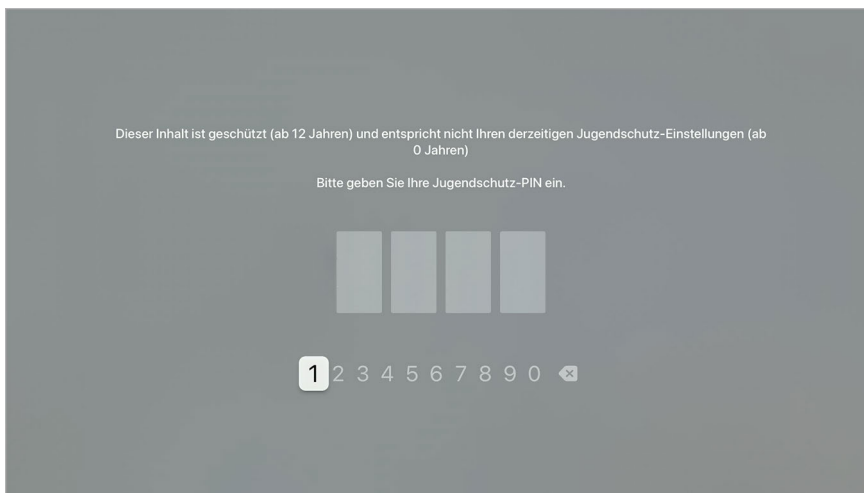 Dieser Inhalt ist geschützt (ab 12 Jahren) und entspricht nicht Ihren derzeitigen Jugendschutz-Einstellungen (ab
0 Jahren)
Bitte geben Sie Ihre Jugendschutz-PIN ein.
1 2 3 4 5 6 7 8 9 0